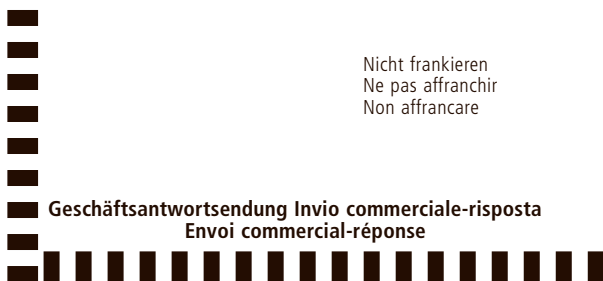 Nicht frankieren
Ne pas affranchir
Non affrancare
Geschäftsantwortsendung Invio commerciale-risposta
Envoi commercial-réponse